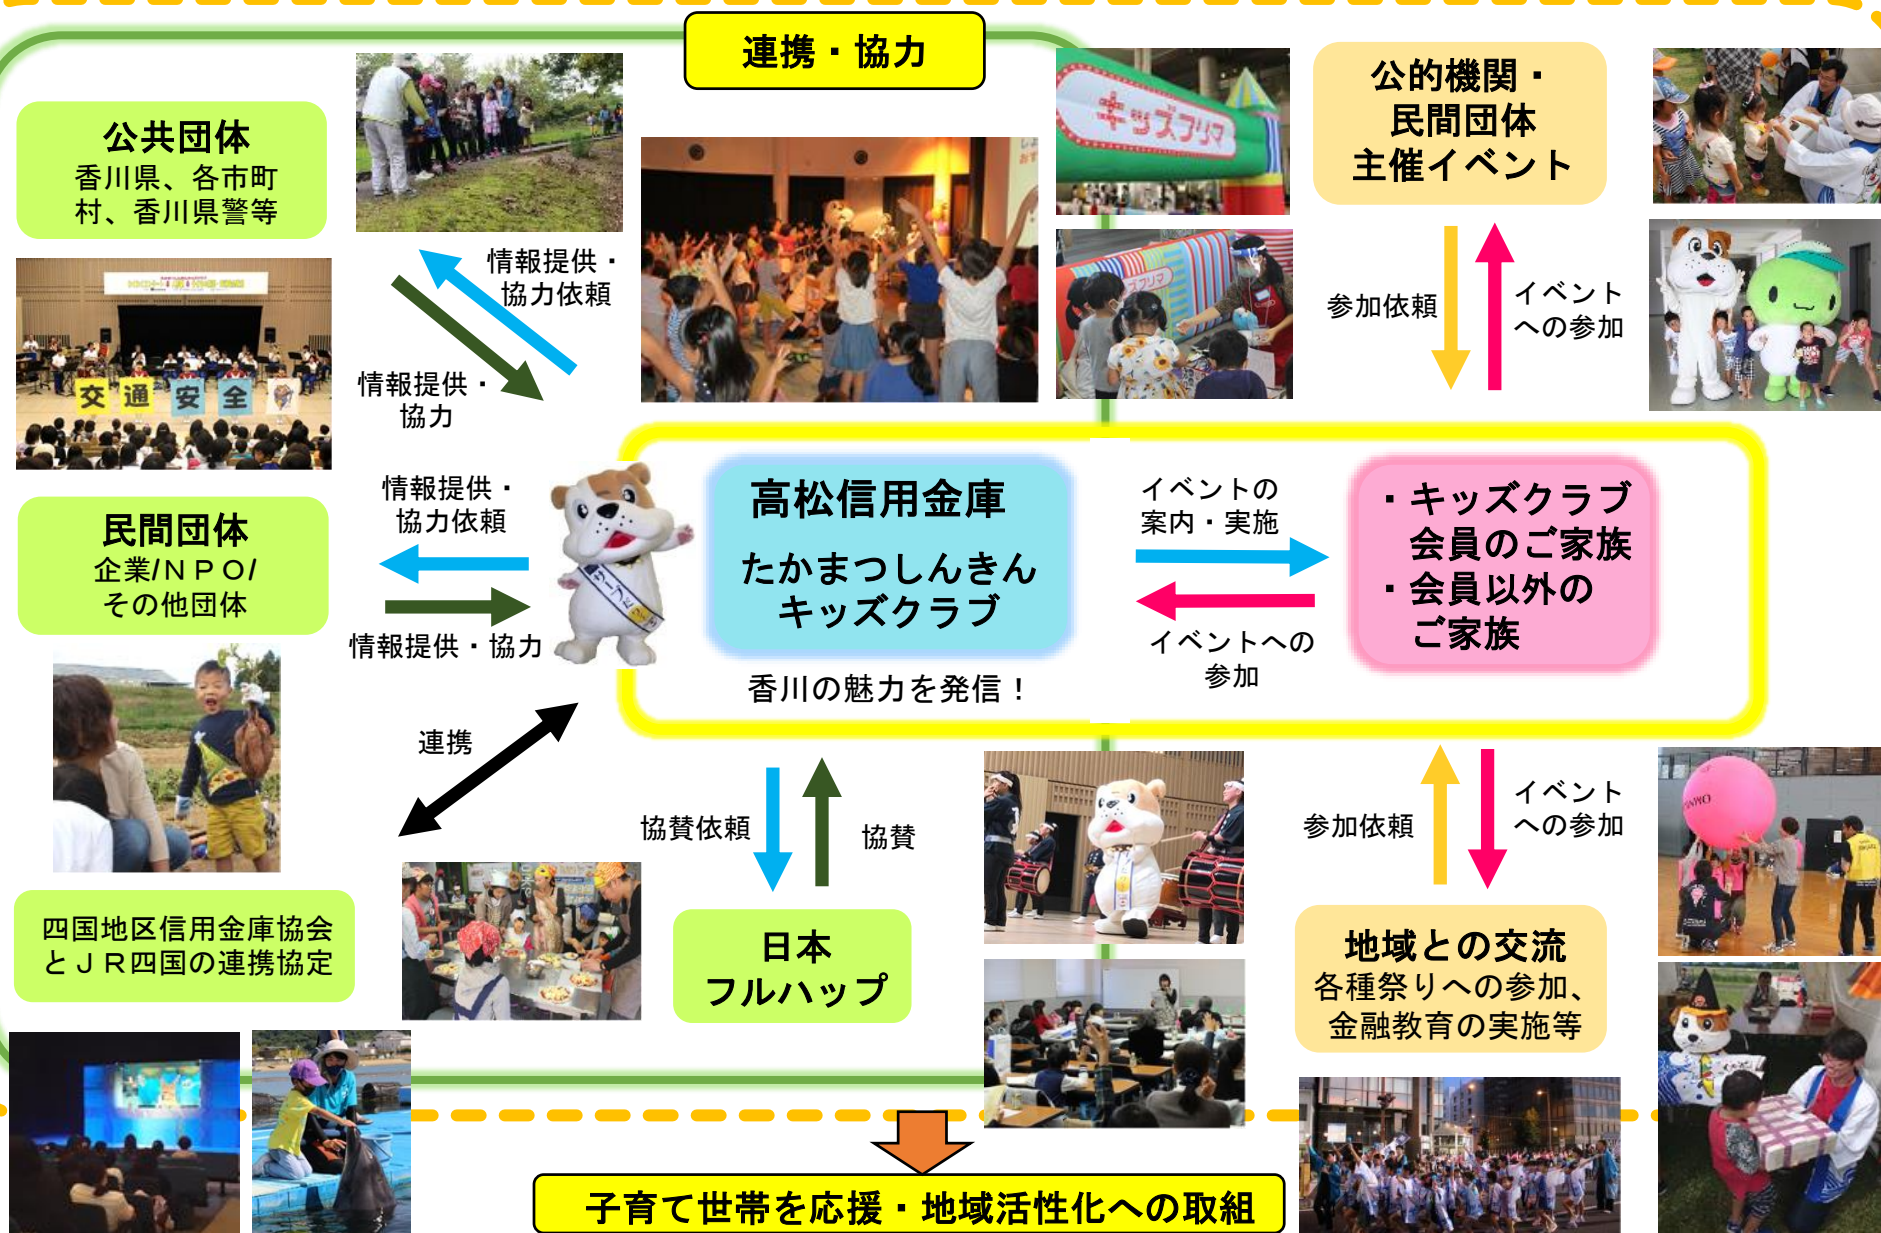 連携・協力
公共団体
香川県、各市町
村、香川県警等
情報提供・
協力依頼
情報提供・
協力
キッズフリマ
公的機関・
民間団体
主催イベント
参加依頼
イベント
への参加
交通安全
民間団体
企業/ＮＰＯ/
その他団体
情報提供・
協力依頼
情報提供・協力
高松信用金庫
たかまつしんきん
キッズクラブ
香川の魅力を発信！
イベントの
案内・実施
イベントへの
参加
・キッズクラブ
会員のご家族
・会員以外の
ご家族
連携
協賛依頼
協賛
参加依頼
イベント
への参加
四国地区信用金庫協会
とＪＲ四国の連携協定
日本
フルハップ
地域との交流
各種祭りへの参加、
金融教育の実施等
子育て世帯を応援・地域活性化への取組